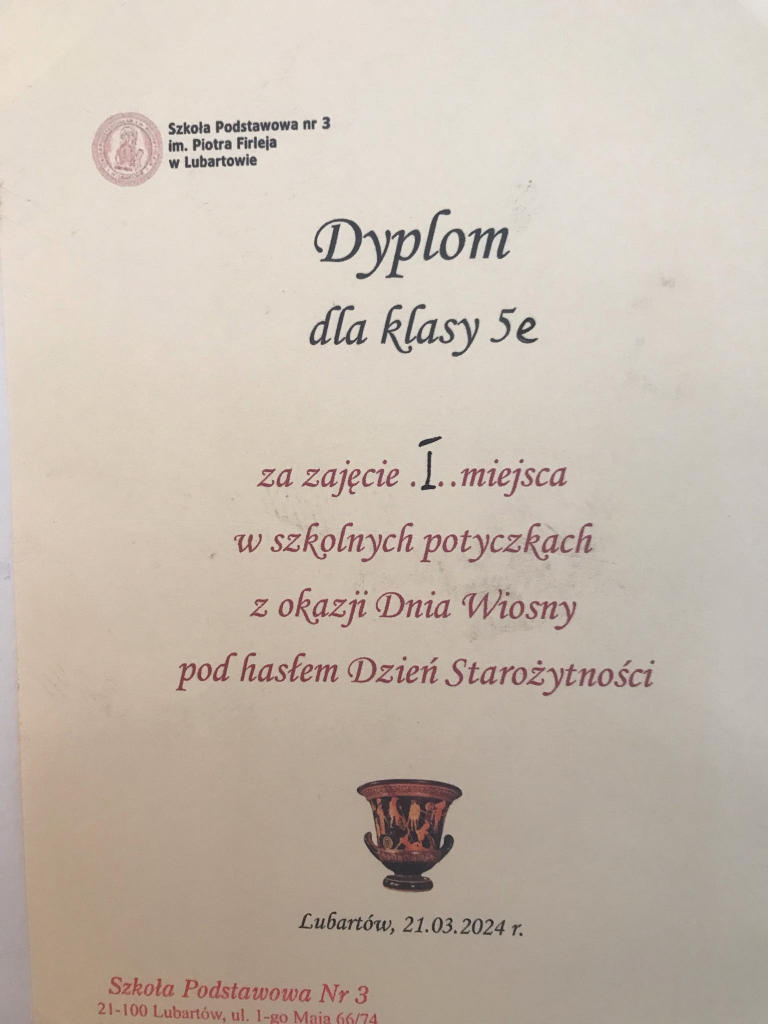 Szkoła Podstawowa nr 3
im. Piotra Firleja
w Lubartowie
Dyplom
dla klasy 5e
za zajęcie .I..miejsca
w szkolnych potyczkach
z okazji Dnia Wiosny
pod hasłem Dzień Starożytności
Lubartów, 21.03.2024 r.
Szkoła Podstawowa Nr 3
21-100 Lubartów, ul. 1-go Maja 66/74